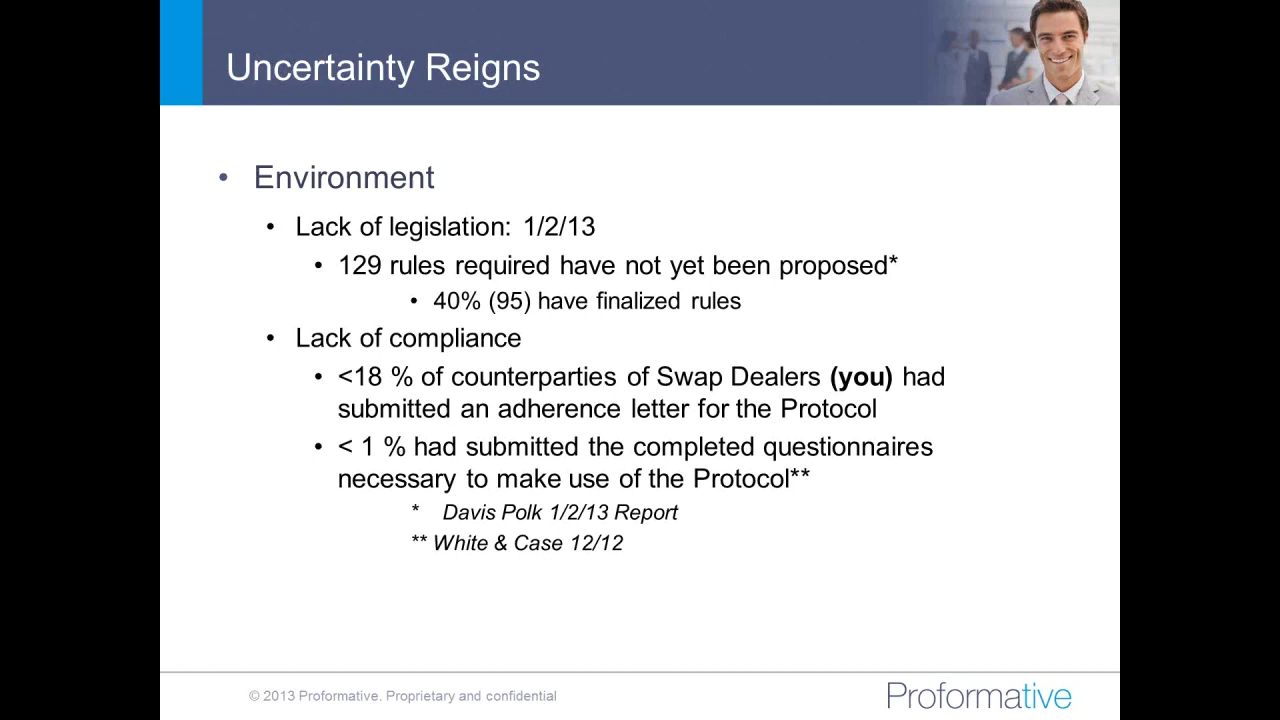 Uncertainty Reigns
• Environment
• Lack of legislation: 1/2/13
• 129 rules required have not yet been proposed*
• 40% (95) have finalized rules
• Lack of compliance
• <18 % of counterparties of Swap Dealers (you) had
submitted an adherence letter for the Protocol
• < 1 % had submitted the completed questionnaires
necessary to make use of the Protocol**
* Davis Polk 1/2/13 Report
** White & Case 12/12
© 2013 Proformative. Proprietary and confidential
Proformative